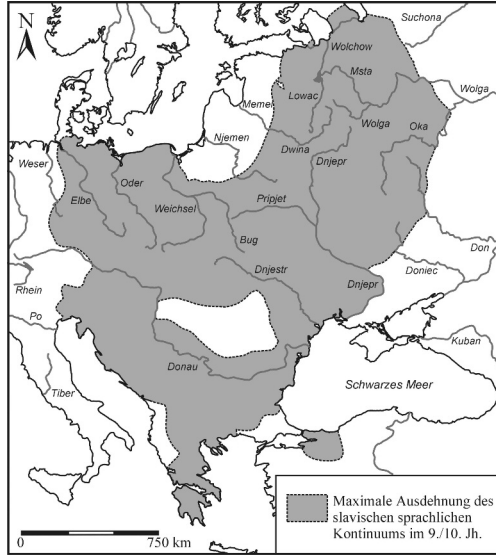 N
Suchona
Wolchow
Msta
Wolga
Lowac
Memel
Wolga
Oka
Njemen
Dwina
Dnjepr
Weser
Oder
Elbe
Weichsel
Pripjet
Bug
Don
Dnjestr
Doniec
Dnjepr
Rhein
Po
Kuban
Donau
Schwarzes Meer
Tiber
Maximale Ausdehnung des
slavischen sprachlichen
Kontinuums im 9./10. Jh.
0 750 km